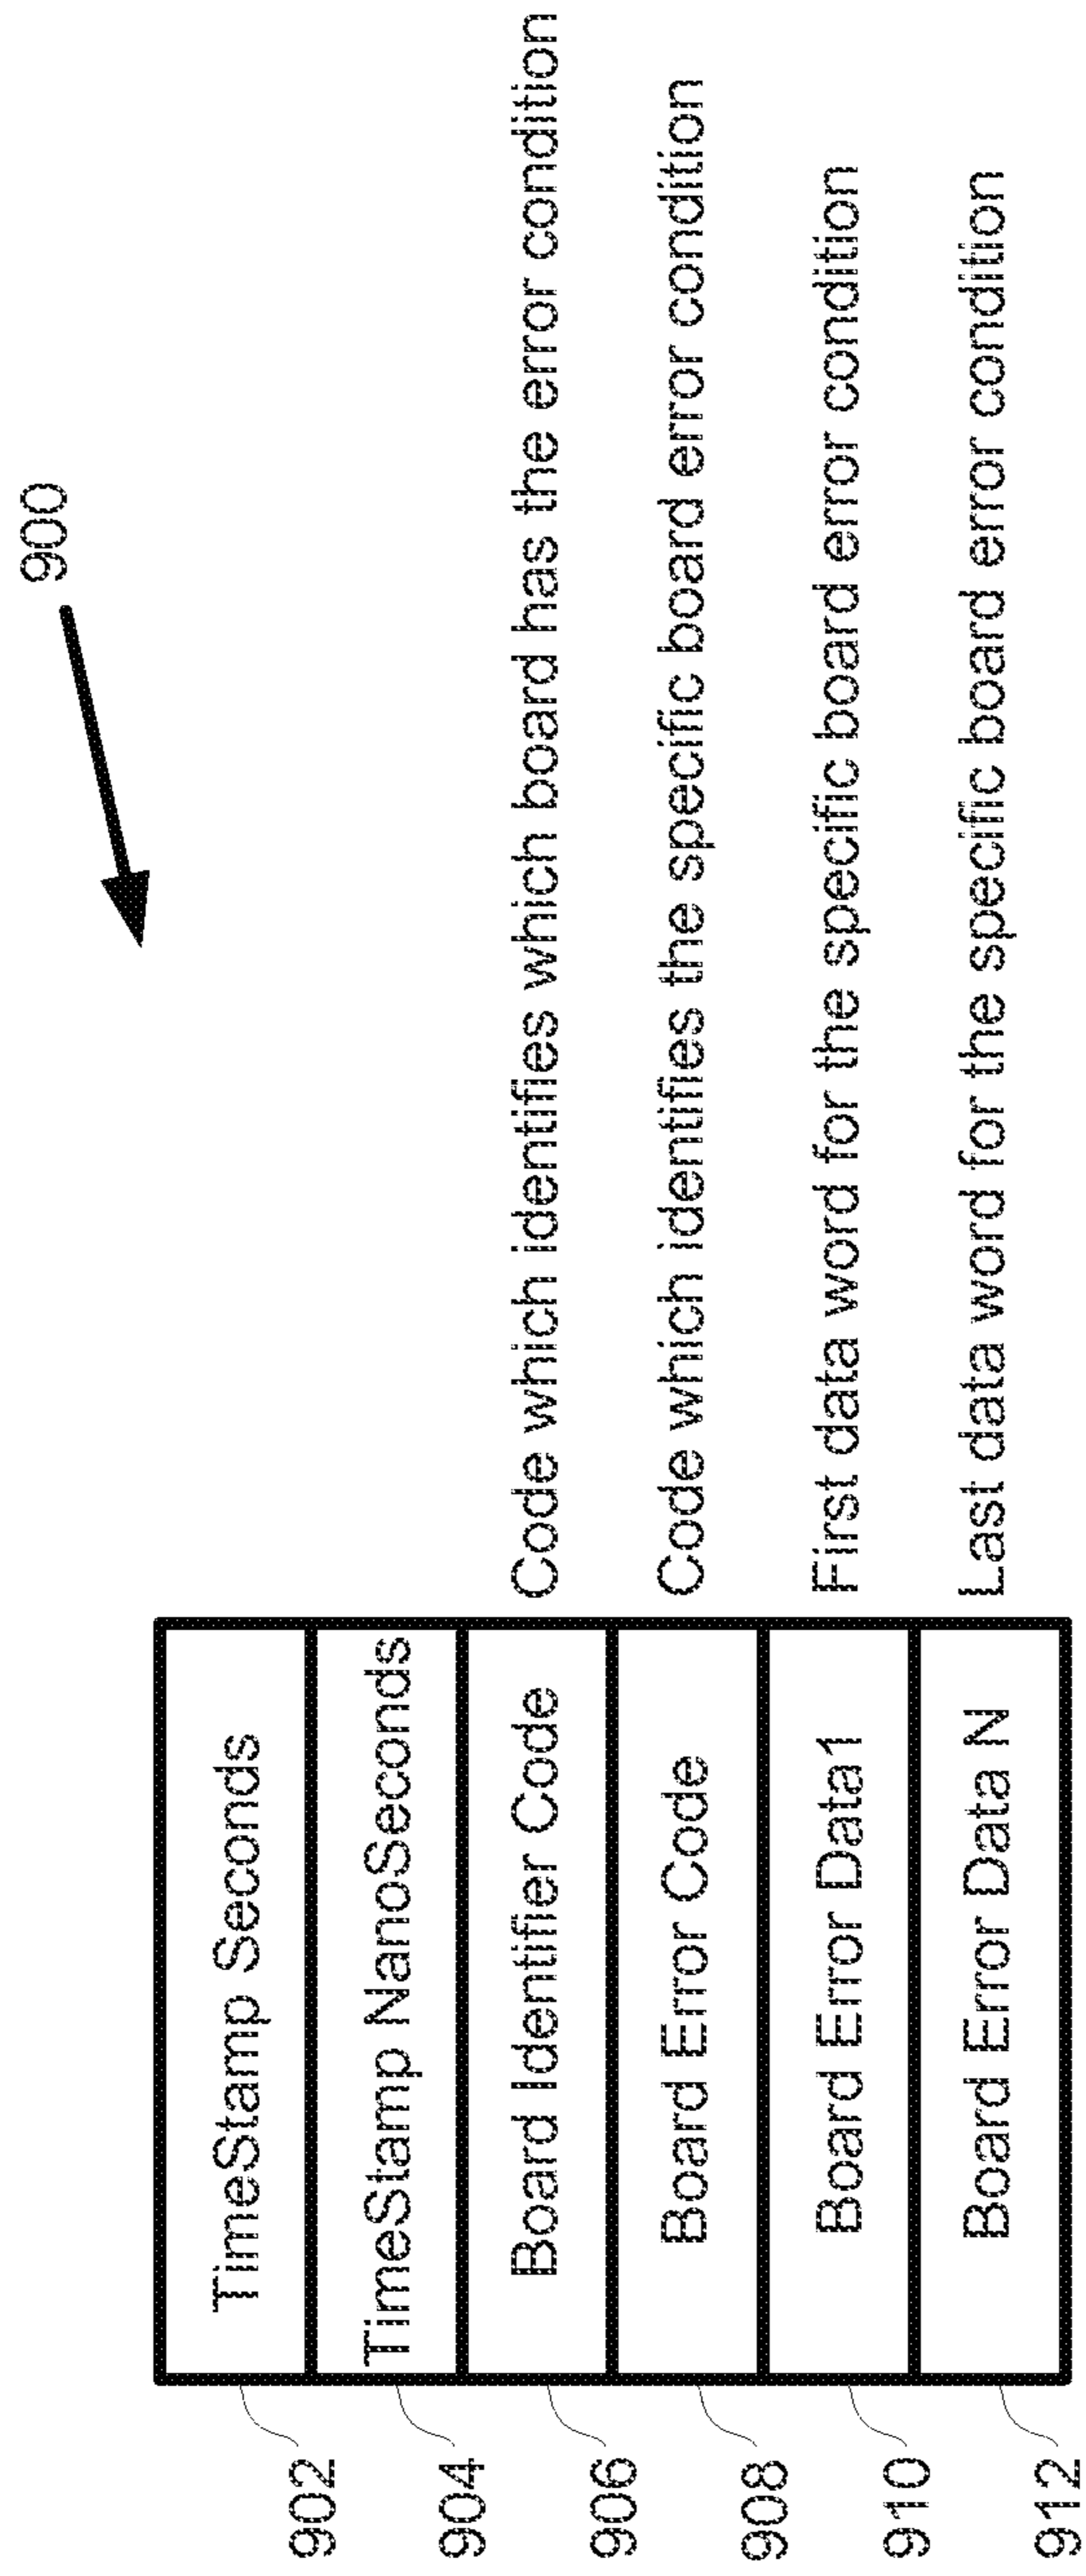 900
902 TimeStamp Seconds
904 TimeStamp NanoSeconds
906 Board Identifier Code Code which identifies which board has the error condition
908 Board Error Code Code which identifies the specific board error condition
910 Board Error Data1 First data word for the specific board error condition
912 Board Error Data N Last data word for the specific board error condition